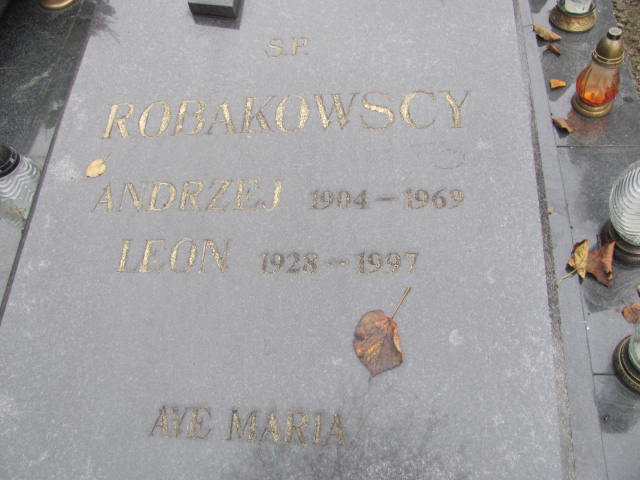 S.P.
ROBAKOWSCY
ANDRZEJ 1904 - 1969
LEON 1928 - 1997
AVE MARIA